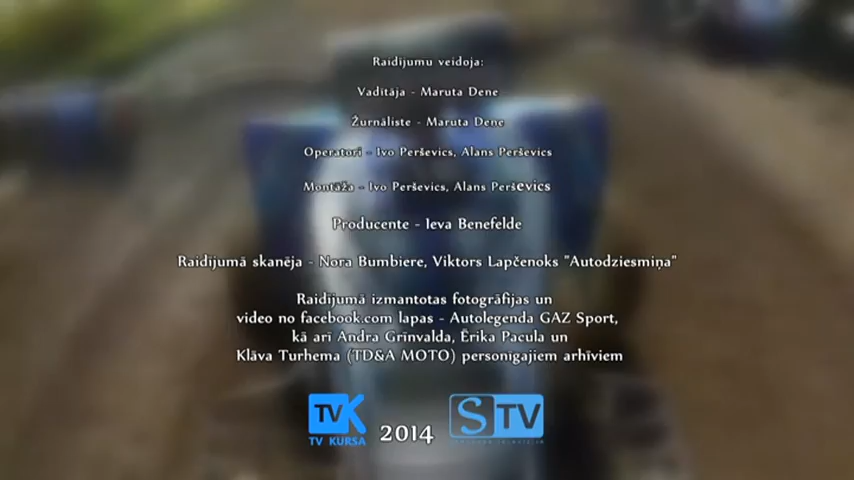 Raidījumu veidoja:
Vadītāja - Maruta Dene
Žurnāliste - Maruta Dene
Operatori - Ivo Perševics, Alans Perševics
Montāža - Ivo Perševics, Alans Perševics
Producente - Ieva Benefelde
Raidījumā skanēja - Nora Bumbiere, Viktors Lapčenoks "Autodziesmiņa"
Raidījumā izmantotas fotogrāfijas un
video no facebook.com lapas - Autolegenda GAZ Sport,
kā arī Andra Grīnvalda, Ērika Pacula un
Klāva Turhema (TD&A MOTO) personīgajiem arhīviem
TVK
TV KURSA
2014
STV